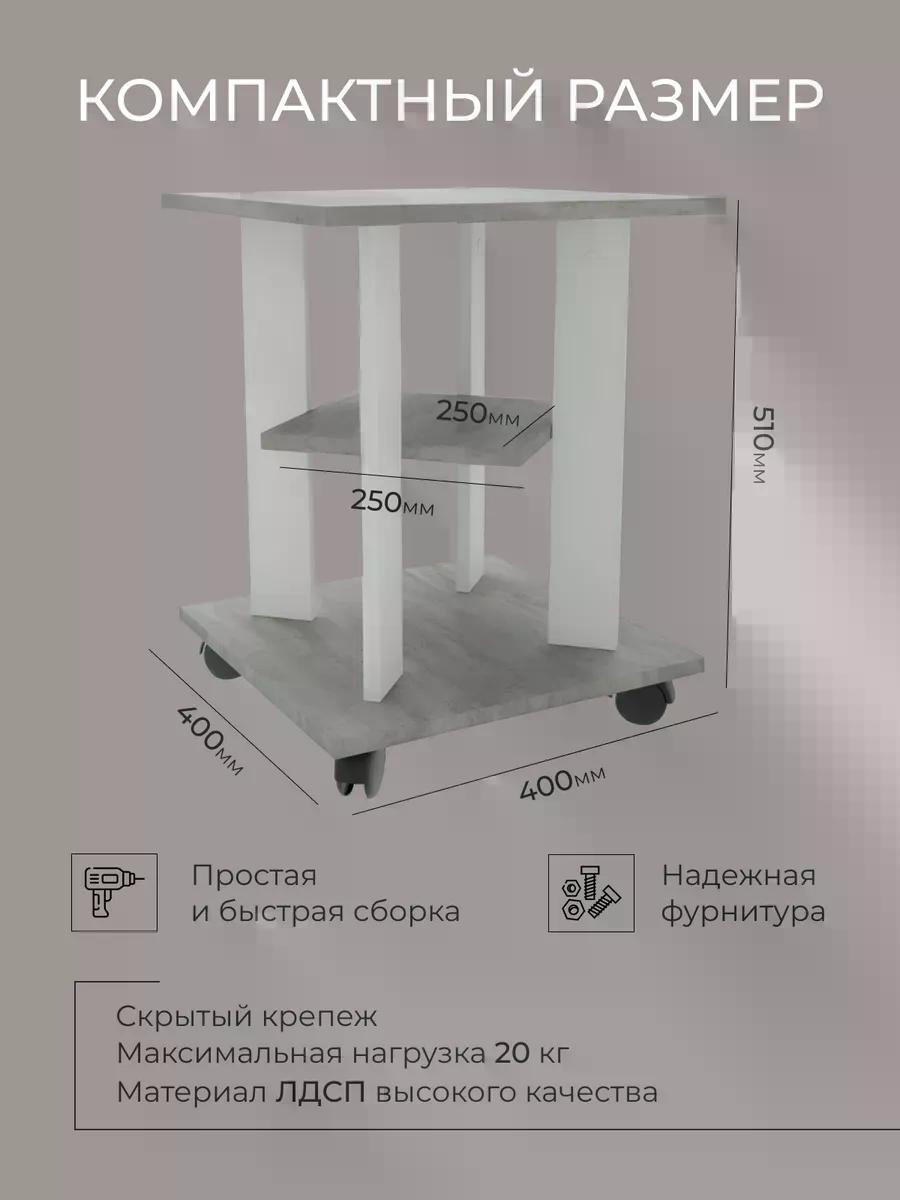 КОМПАКТНЫЙ РАЗМЕР
250мм
250мм
510мм
400мм
400мм
Простая
и быстрая сборка
Надежная
фурнитура
Скрытый крепеж
Максимальная нагрузка 20 кг
Материал ЛДСП высокого качества